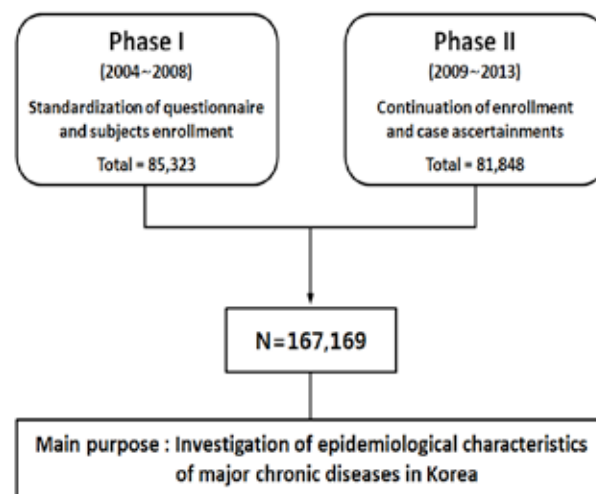 Phase I
(2004~2008)
Standardization of questionnaire
and subjects enrollment
Total = 85,323
Phase II
(2009~2013)
Continuation of enrollment
and case ascertainments
Total = 81,848
N=167,169
Main purpose : Investigation of epidemiological characteristics
of major chronic diseases in Korea